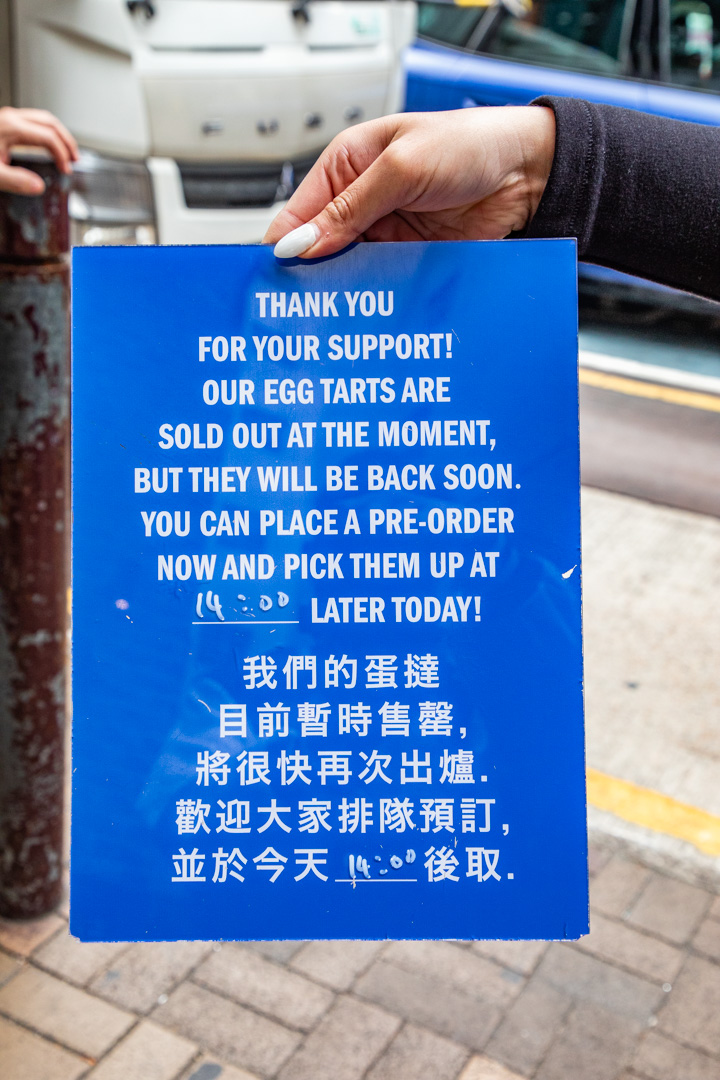 THANK YOU
FOR YOUR SUPPORT!
OUR EGG TARTS ARE
SOLD OUT AT THE MOMENT,
BUT THEY WILL BE BACK SOON.
YOU CAN PLACE A PRE-ORDER
NOW AND PICK THEM UP AT
14:00 LATER TODAY!
我們的蛋撻
目前暫時售罄,
將很快再次出爐.
歡迎大家排隊預訂,
並於今天 14:00 後取.